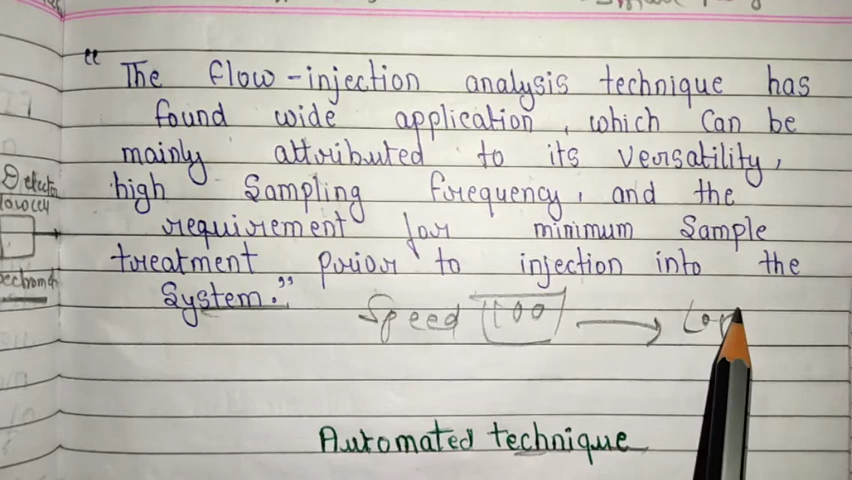 "The flow-injection analysis technique has
found wide application, which can be
mainly attributed to its versatility,
high sampling frequency, and the
requirement for minimum sample
treatment prior to injection into the
System."
Speed 100 →
Automated technique
Detector